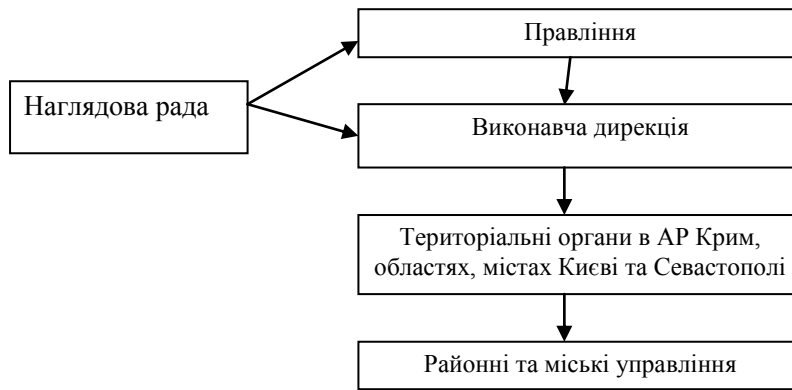 Правління
Наглядова рада
Виконавча дирекція
Територіальні органи в АР Крим,
областях, містах Києві та Севастополі
Районні та міські управління